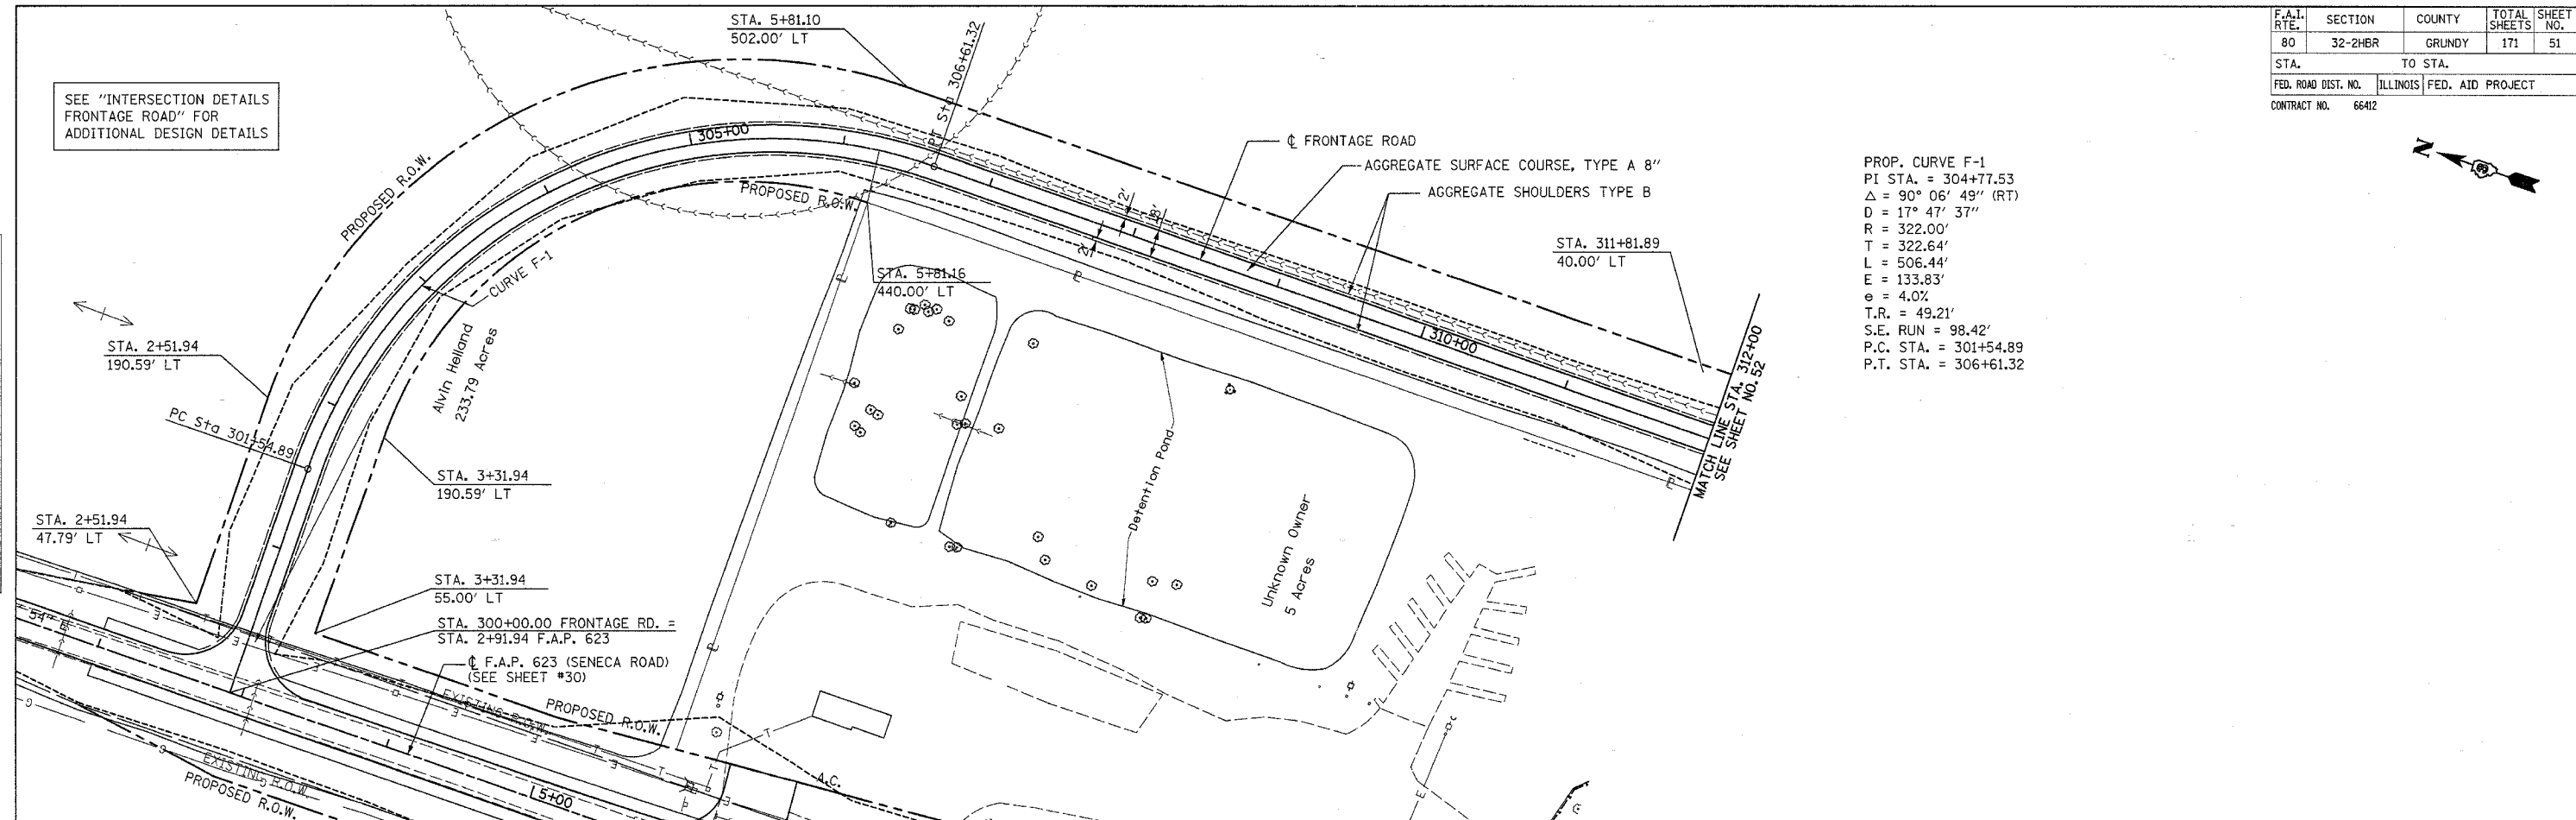 STA. 5+81.10
502.00' LT
PT Sta 306+61.32
F.A.I. RTE. SECTION COUNTY TOTAL SHEETS SHEET NO.
80 32-2HBR GRUNDY 171 51
STA. TO STA.
FED. ROAD DIST. NO. ILLINOIS FED. AID PROJECT
CONTRACT NO. 66412
SEE "INTERSECTION DETAILS
FRONTAGE ROAD" FOR
ADDITIONAL DESIGN DETAILS
305+00
℄ FRONTAGE ROAD
AGGREGATE SURFACE COURSE, TYPE A 8"
AGGREGATE SHOULDERS TYPE B
N
PROP. CURVE F-1
PI STA. = 304+77.53
Δ = 90° 06' 49" (RT)
D = 17° 47' 37"
R = 322.00'
T = 322.64'
L = 506.44'
E = 133.83'
e = 4.0%
T.R. = 49.21'
S.E. RUN = 98.42'
P.C. STA. = 301+54.89
P.T. STA. = 306+61.32
PROPOSED R.O.W.
PROPOSED R.O.W.
2'
18'
2'
STA. 311+81.89
40.00' LT
CURVE F-1
STA. 5+81.16
440.00' LT
310+00
MATCH LINE STA. 312+00
SEE SHEET NO. 52
STA. 2+51.94
190.59' LT
Alvin Helland
233.79 Acres
PC Sta 301+54.89
STA. 3+31.94
190.59' LT
Detention Pond
Unknown Owner
5 Acres
STA. 2+51.94
47.79' LT
STA. 3+31.94
55.00' LT
STA. 300+00.00 FRONTAGE RD. =
STA. 2+91.94 F.A.P. 623
℄ F.A.P. 623 (SENECA ROAD)
(SEE SHEET #30)
54"
EXISTING R.O.W.
PROPOSED R.O.W.
EXISTING R.O.W.
PROPOSED R.O.W.
5+00
A.C.